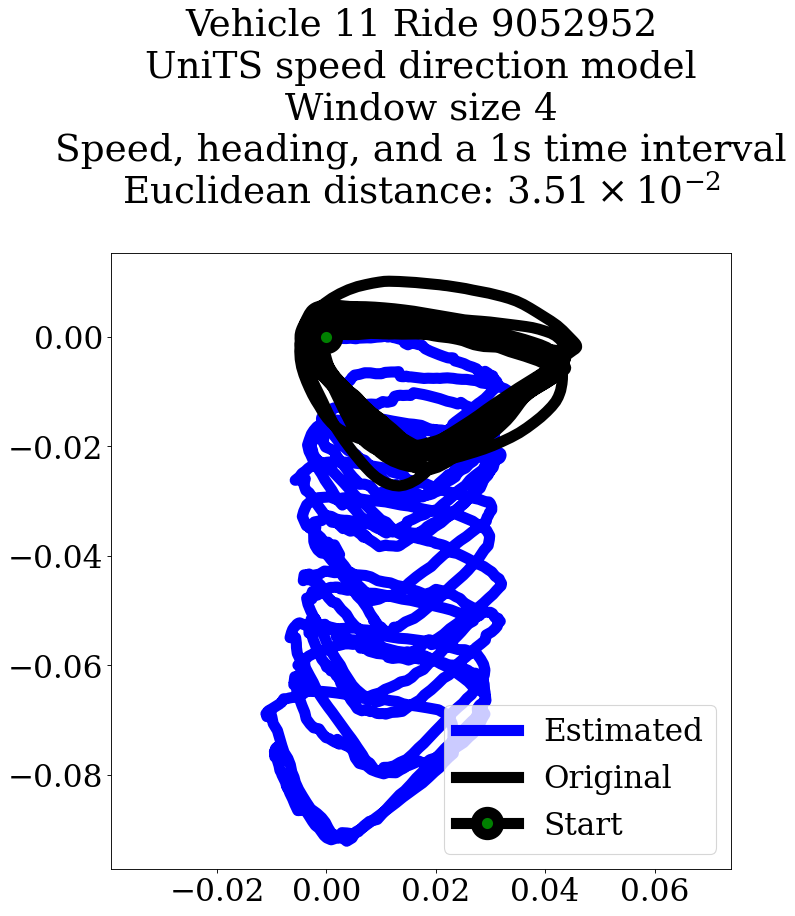 Vehicle 11 Ride 9052952
UniTS speed direction model
Window size 4
Speed, heading, and a 1s time interval
Euclidean distance: 3.51 × 10⁻²
0.00
−0.02
−0.04
−0.06
−0.08
Estimated
Original
Start
−0.02 0.00 0.02 0.04 0.06